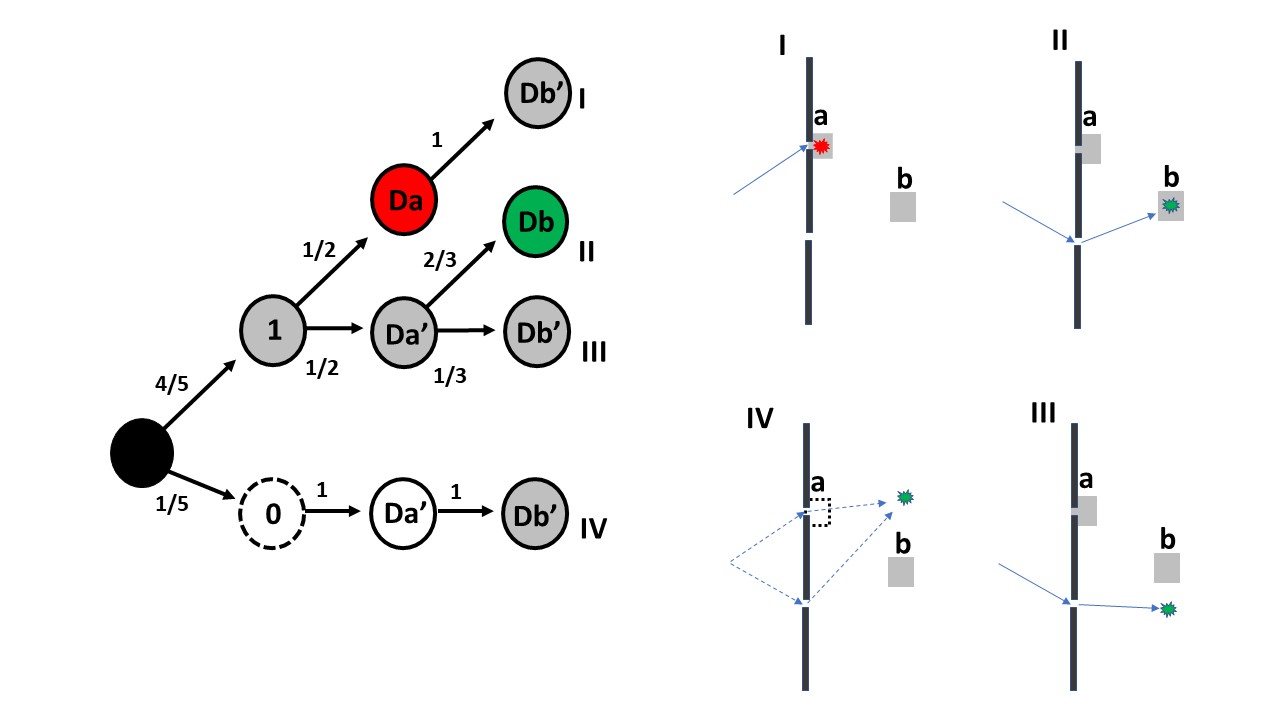 Db’
I
1
Da
1/2
Db
II
2/3
1
Da’
Db’
III
1/2
1/3
4/5
1/5
0
1
Da’
1
Db’
IV
I
a
b
II
a
b
IV
a
b
III
a
b